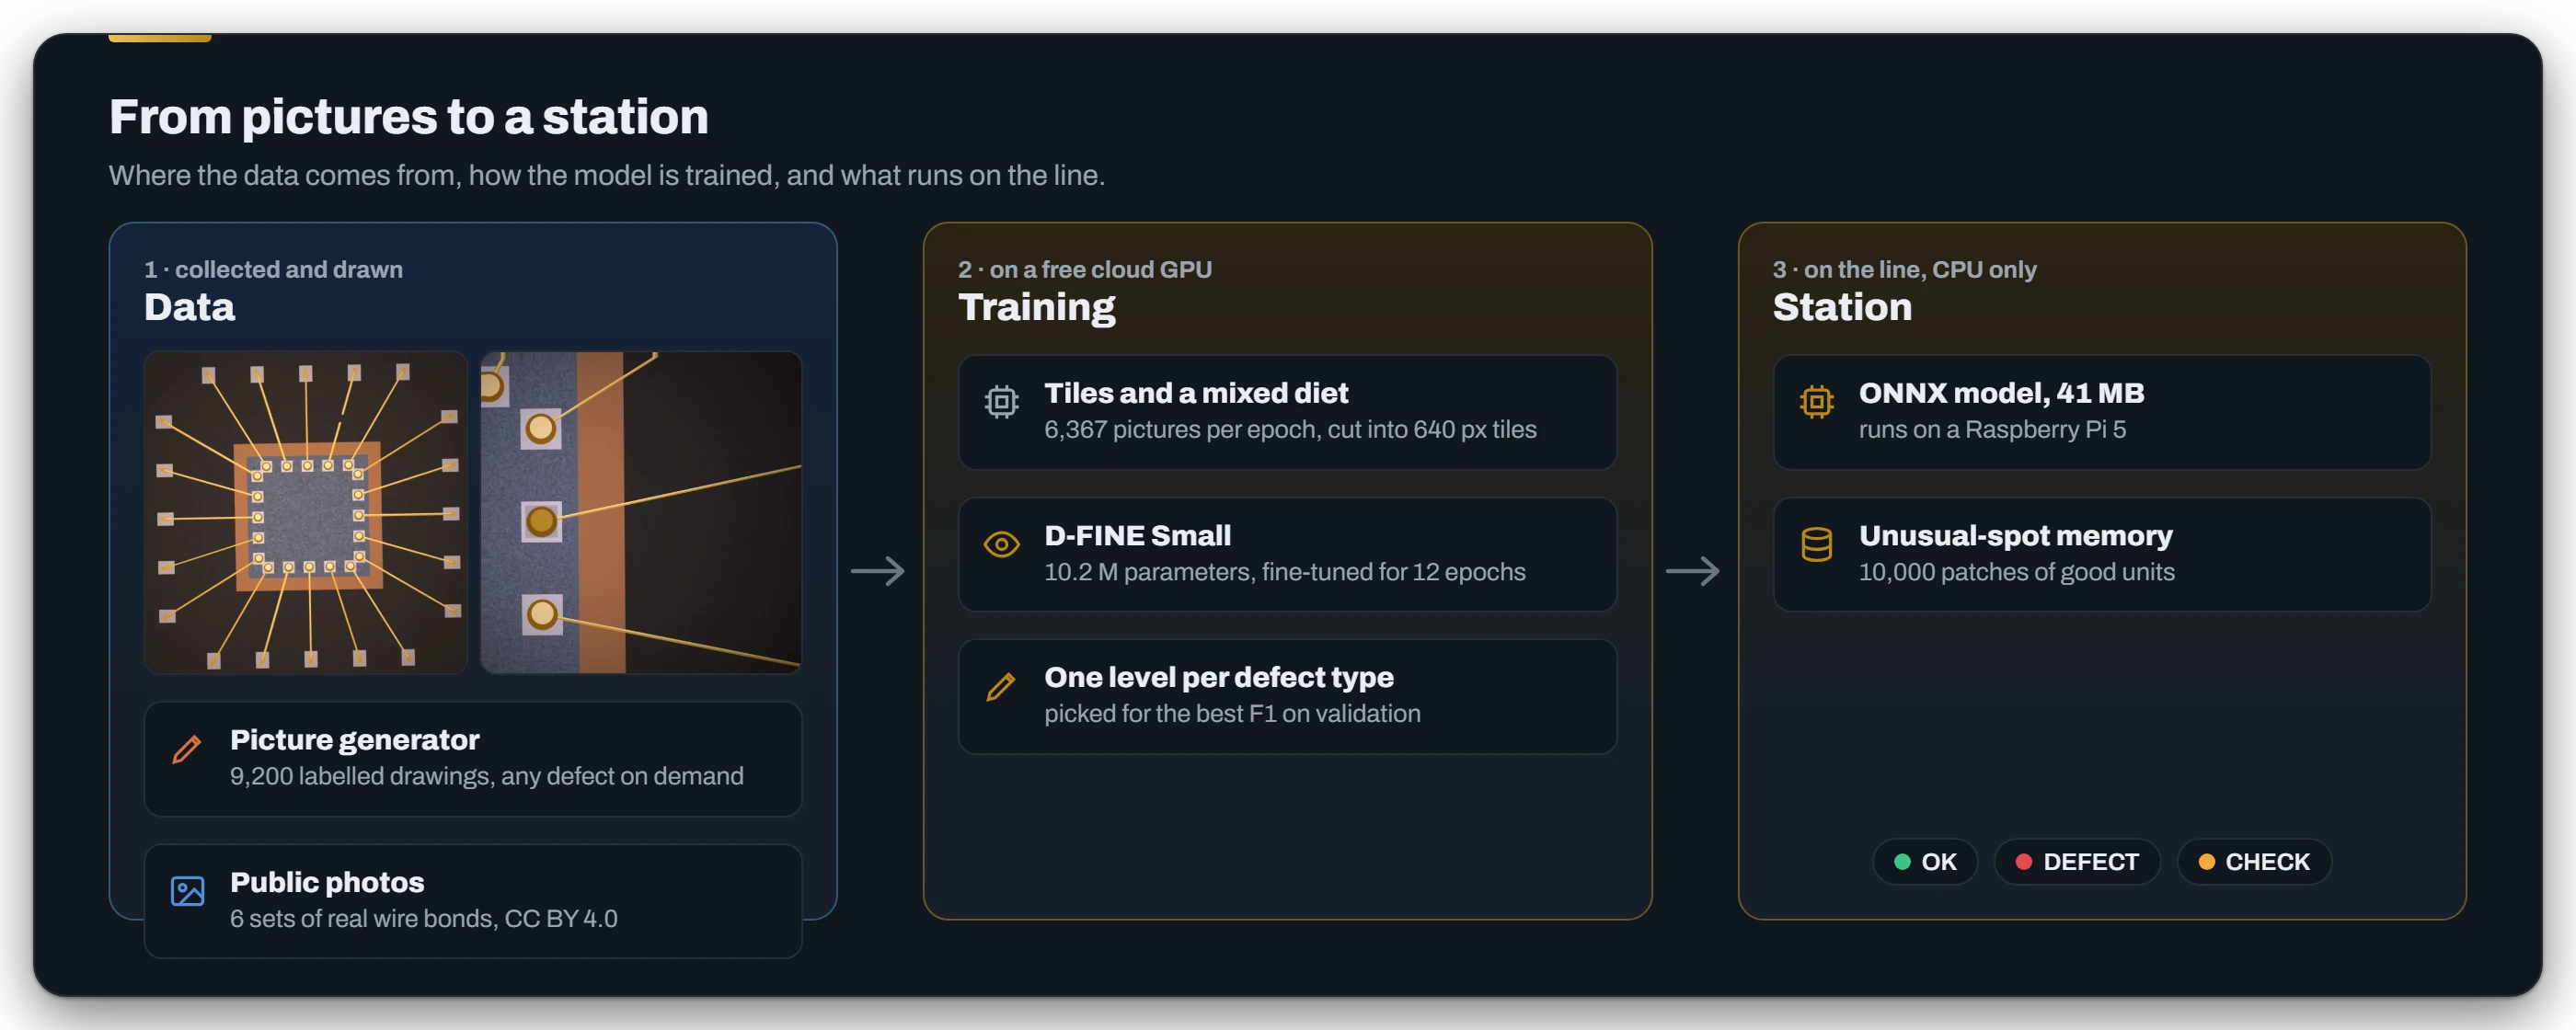 From pictures to a station
Where the data comes from, how the model is trained, and what runs on the line.
1 · collected and drawn
Data
Picture generator
9,200 labelled drawings, any defect on demand
Public photos
6 sets of real wire bonds, CC BY 4.0
2 · on a free cloud GPU
Training
Tiles and a mixed diet
6,367 pictures per epoch, cut into 640 px tiles
D-FINE Small
10.2 M parameters, fine-tuned for 12 epochs
One level per defect type
picked for the best F1 on validation
3 · on the line, CPU only
Station
ONNX model, 41 MB
runs on a Raspberry Pi 5
Unusual-spot memory
10,000 patches of good units
OK
DEFECT
CHECK